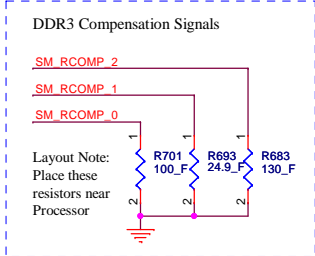 DDR3 Compensation Signals
SM_RCOMP_2
SM_RCOMP_1
SM_RCOMP_0
1 1 1
Layout Note:
Place these
resistors near
Processor
R701
100_F
R693
24.9_F
R683
130_F
2 2 2